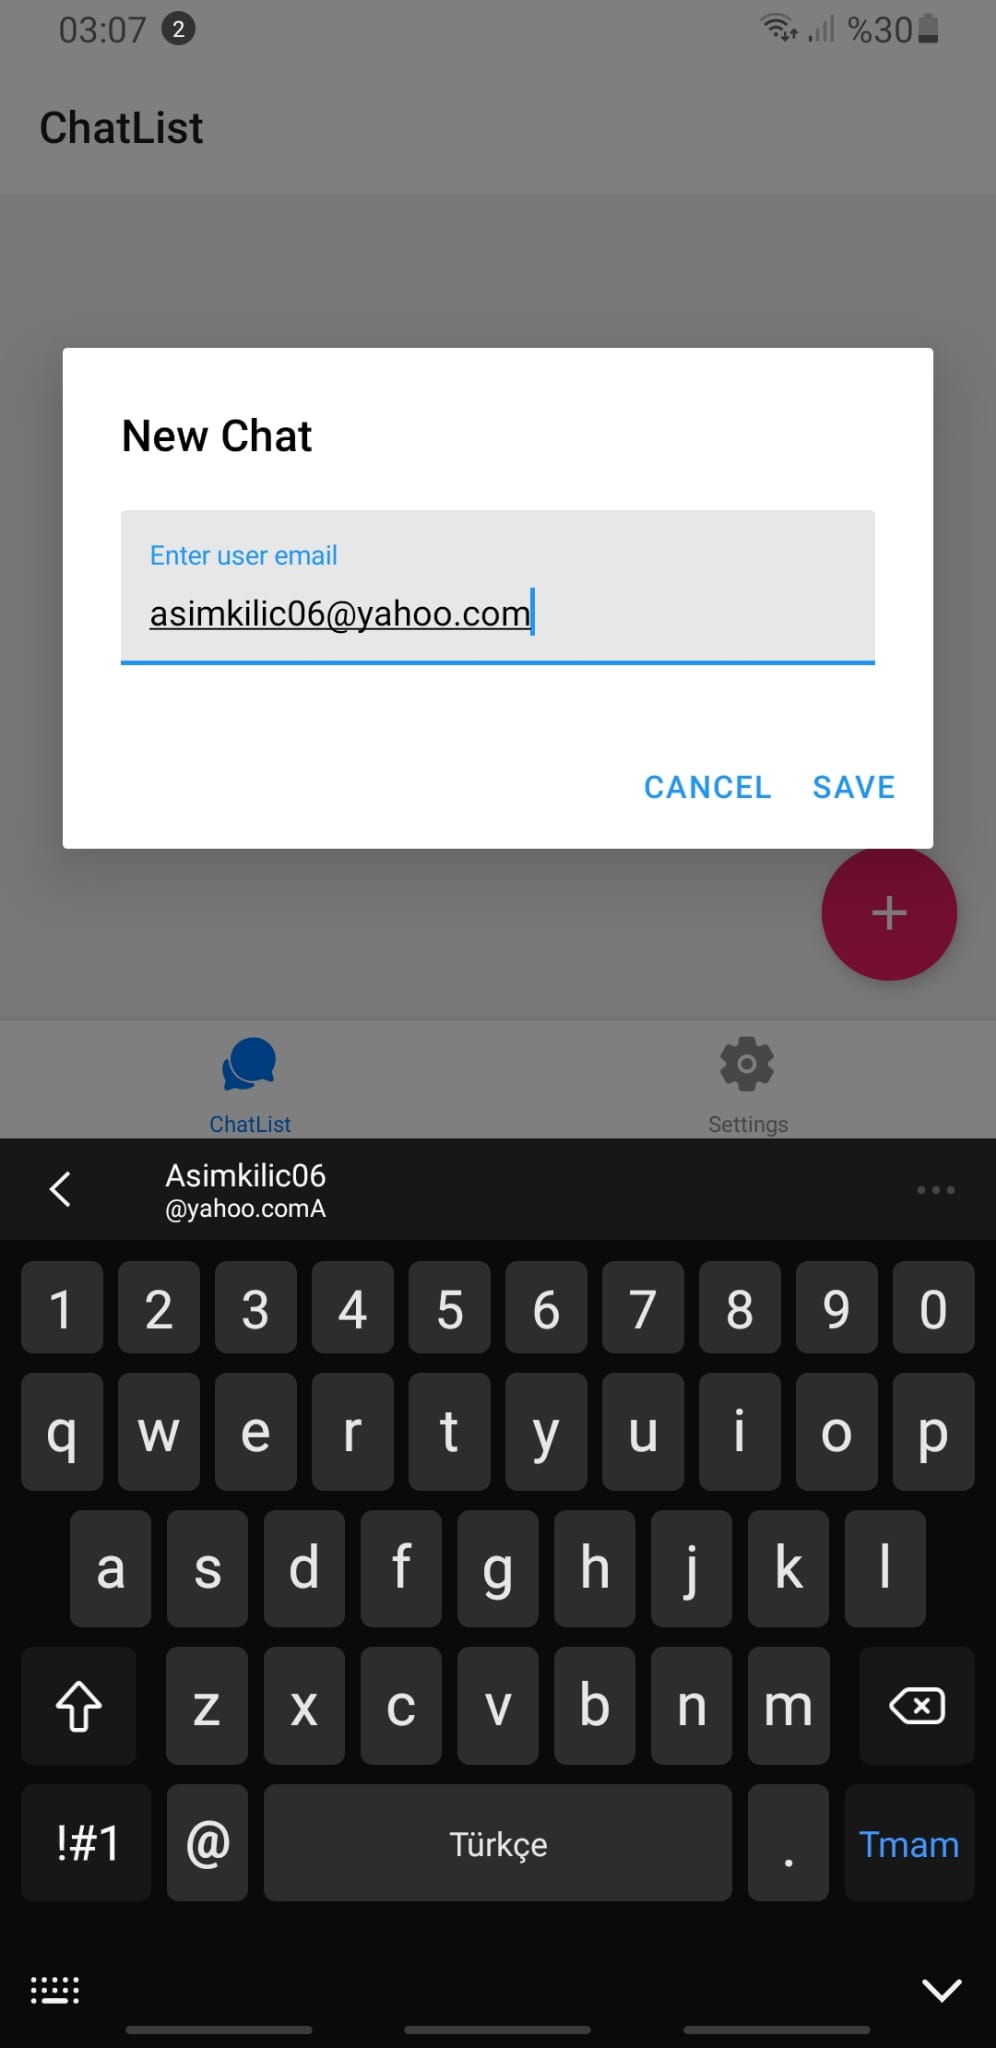 03:07 2 %30
ChatList
New Chat
Enter user email
asimkilic06@yahoo.com
CANCEL SAVE
+
ChatList Settings
Asimkilic06
@yahoo.comA
1 2 3 4 5 6 7 8 9 0
q w e r t y u i o p
a s d f g h j k l
z x c v b n m
!#1 @ Türkçe . Tmam